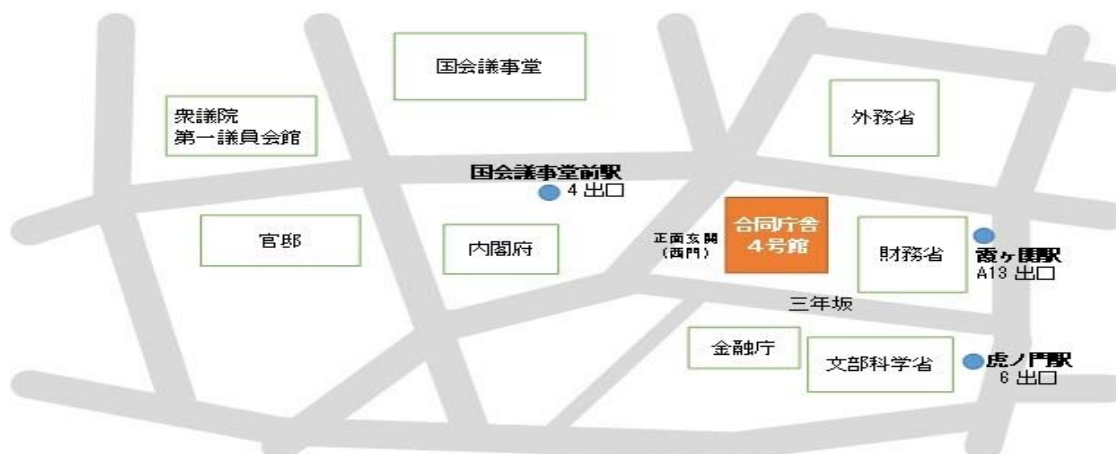 国会議事堂
衆議院
第一議員会館
外務省
国会議事堂前駅
4 出口
官邸
内閣府
正面玄関
(西門)
合同庁舎
４号館
財務省
霞ヶ関駅
A13 出口
三年坂
金融庁
文部科学省
虎ノ門駅
6 出口